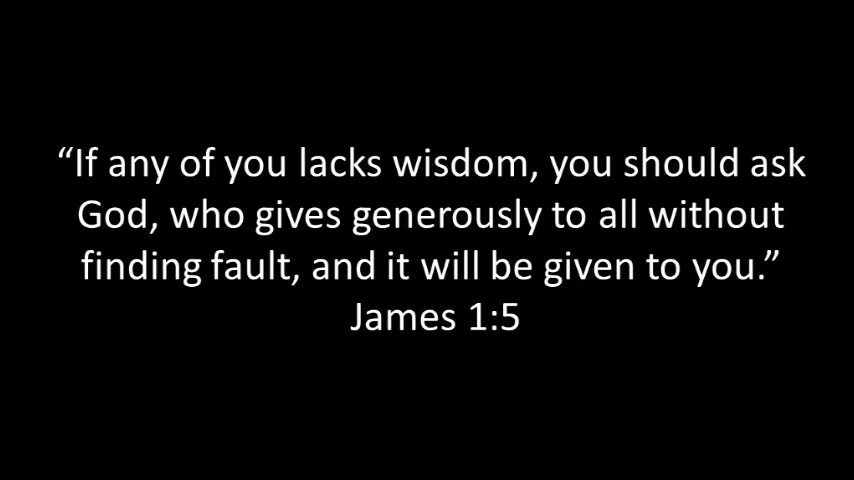 “If any of you lacks wisdom, you should ask
God, who gives generously to all without
finding fault, and it will be given to you.”
James 1:5